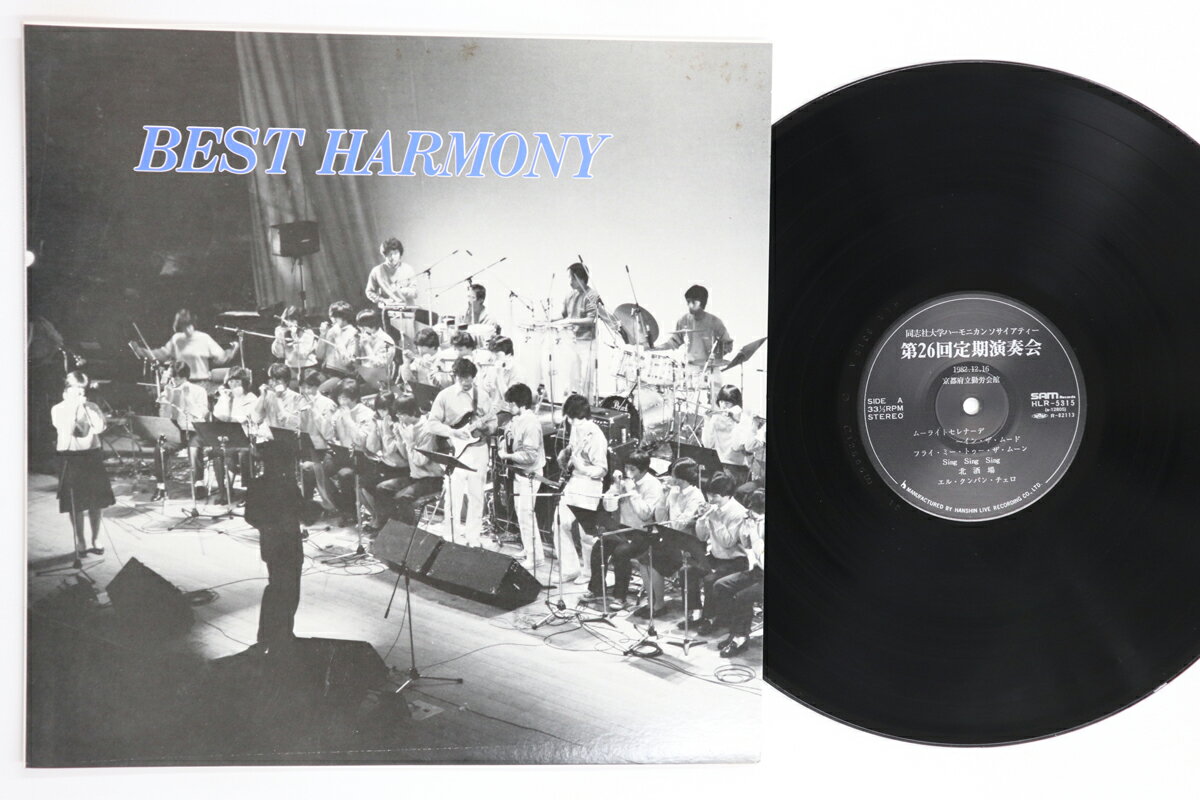 BEST HARMONY
同志社大学ハーモニカンソサイアティー
第26回定期演奏会
1982.12.16
京都府立勤労会館
SIDE A
33⅓RPM
STEREO
SAM Records
HLR-5315
R-82113
ムーライトセレナーデ
ーイン・ザ・ムード
フライ・ミー・トゥー・ザ・ムーン
Sing Sing Sing
北酒場
エル・クンバン・チェロ
MANUFACTURED BY HANSHIN LIVE RECORDING CO., LTD.